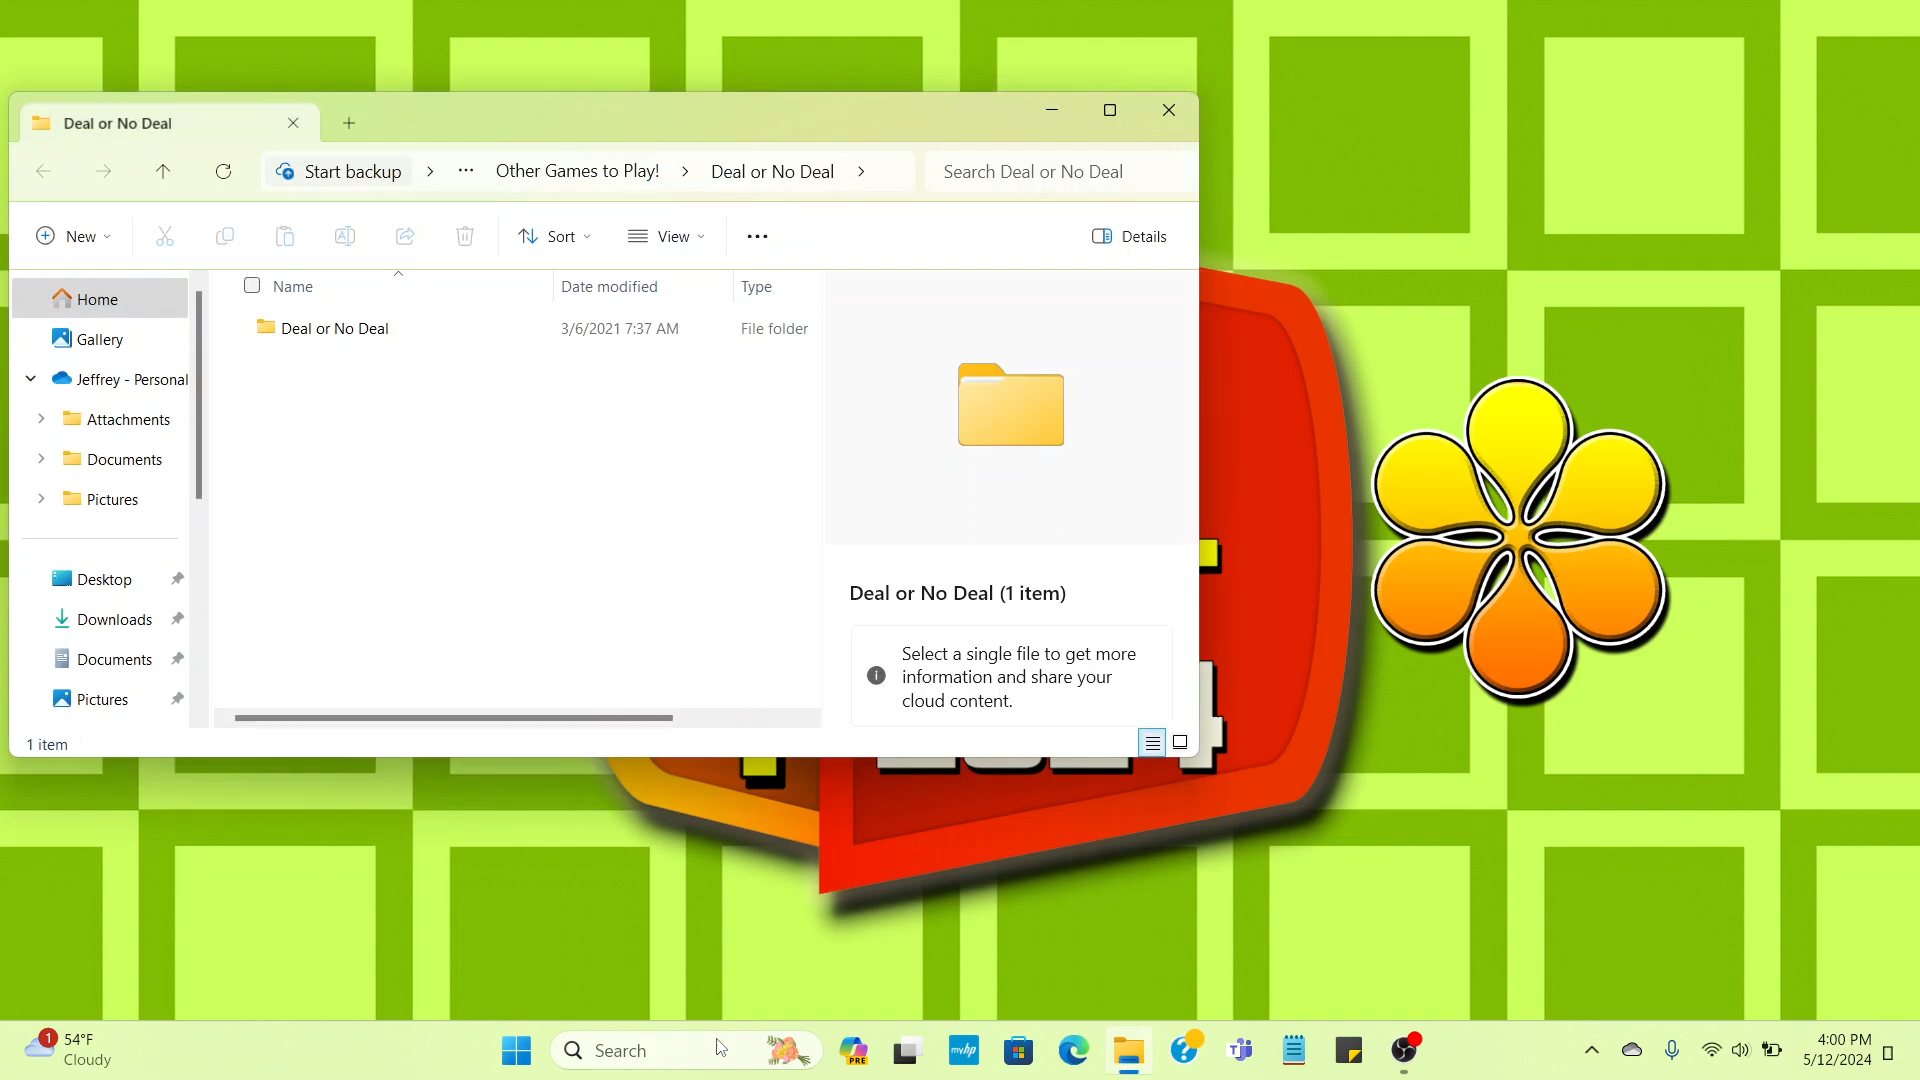 Deal or No Deal
Start backup
Other Games to Play!
Deal or No Deal
Search Deal or No Deal
New
Sort
View
Details
Name
Date modified
Type
Deal or No Deal
3/6/2021 7:37 AM
File folder
Home
Gallery
Jeffrey - Personal
Attachments
Documents
Pictures
Desktop
Downloads
Documents
Pictures
Deal or No Deal (1 item)
Select a single file to get more
information and share your
cloud content.
1 item
1
54°F
Cloudy
Search
PRE
myhp
4:00 PM
5/12/2024